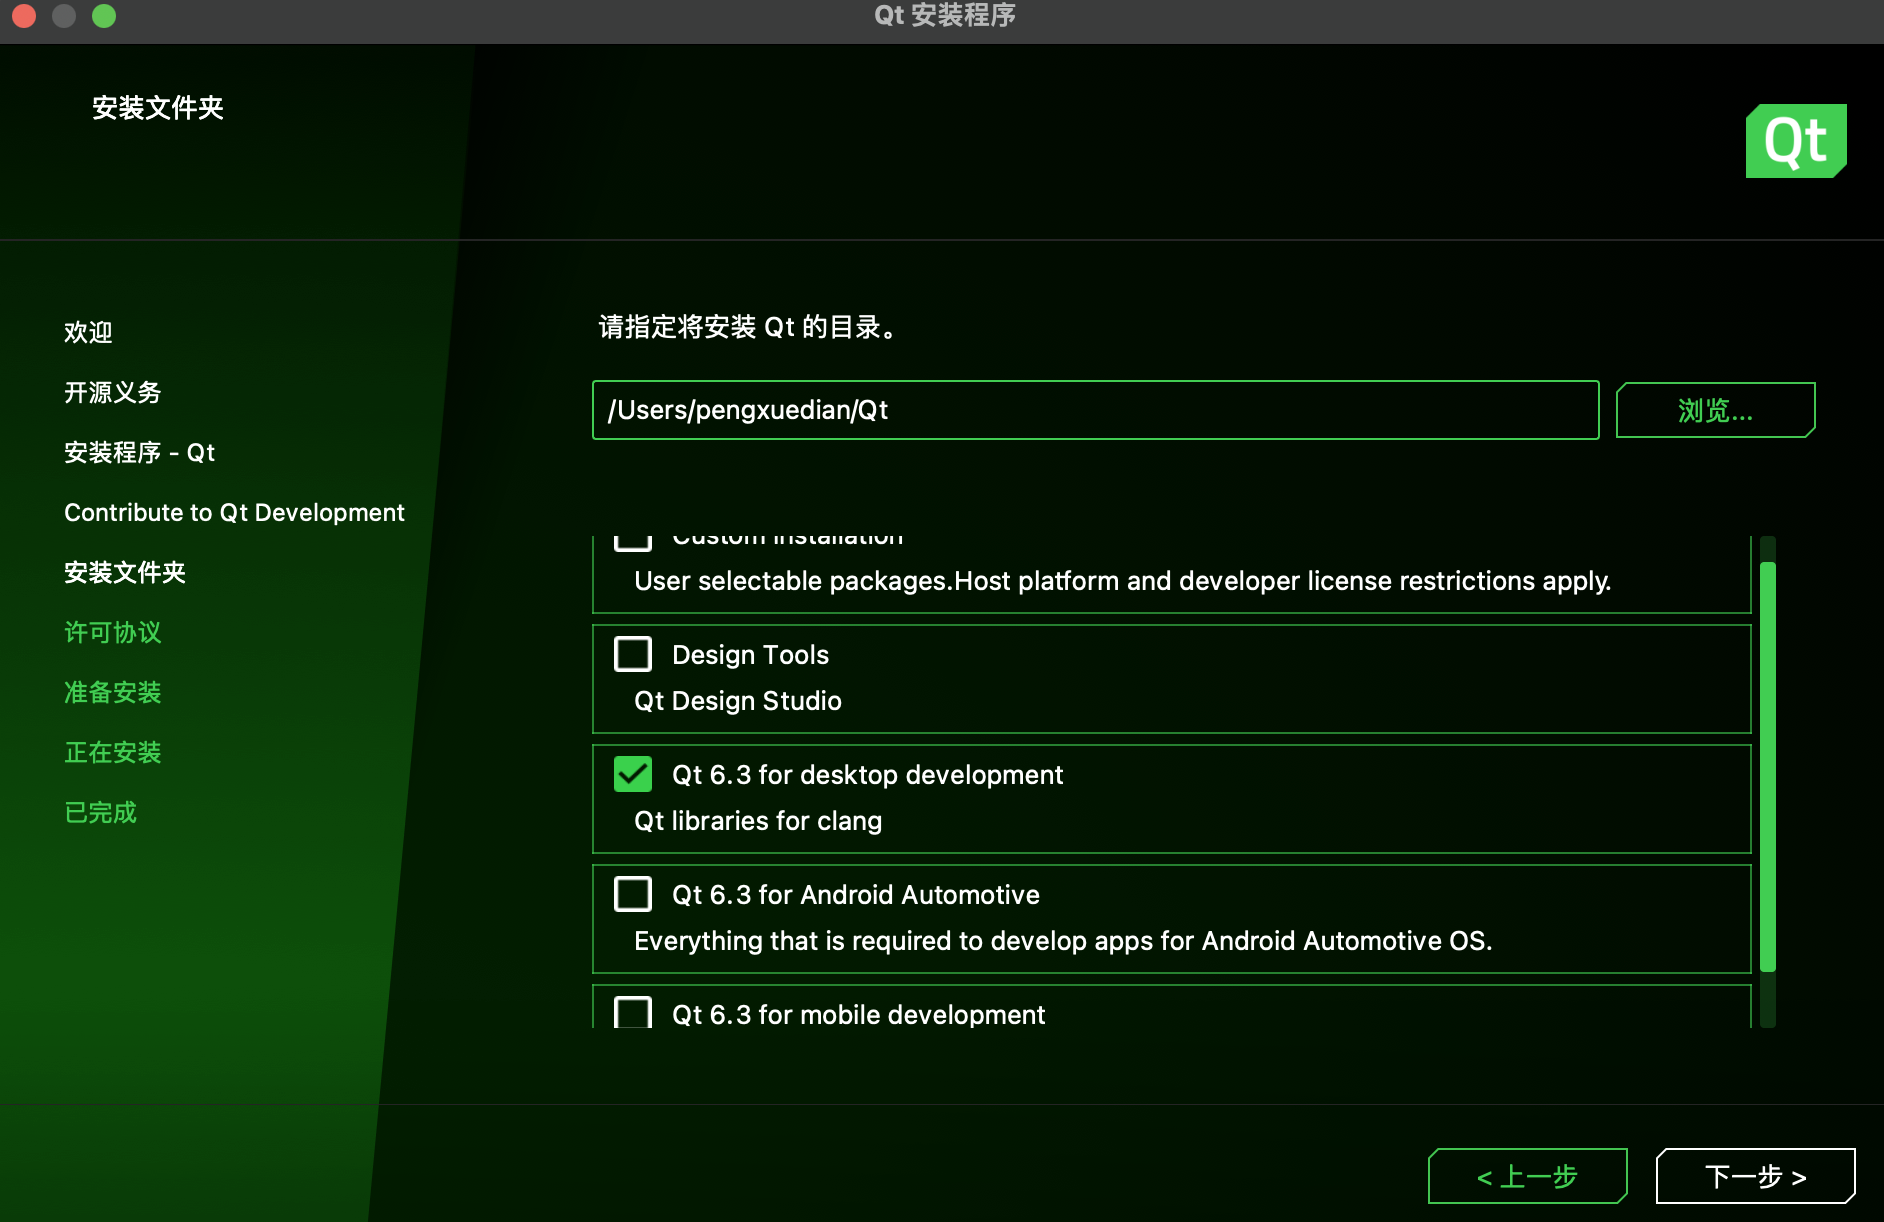 Qt 安装程序
安装文件夹
Qt
欢迎
开源义务
安装程序 - Qt
Contribute to Qt Development
安装文件夹
许可协议
准备安装
正在安装
已完成
请指定将安装 Qt 的目录。
/Users/pengxuedian/Qt
浏览...
Custom installation
User selectable packages.Host platform and developer license restrictions apply.
Design Tools
Qt Design Studio
Qt 6.3 for desktop development
Qt libraries for clang
Qt 6.3 for Android Automotive
Everything that is required to develop apps for Android Automotive OS.
Qt 6.3 for mobile development
< 上一步
下一步 >